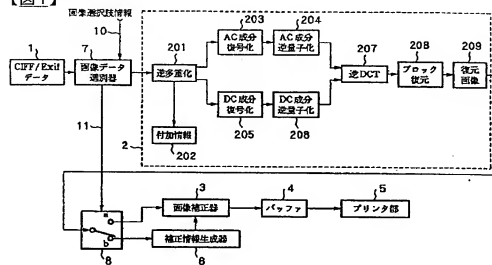 【図1】
画像選択技情報
10
1
CIFF/Exif
データ
7
画像データ
選別器
201
逆多重化
203
AC成分
復号化
204
AC成分
逆量子化
205
DC成分
復号化
208
DC成分
逆量子化
207
逆DCT
208
ブロック
復元
209
復元
画像
付加情報
202
2
11
a
b
8
3
画像補正器
4
バッファ
5
プリンタ部
補正情報生成器
6